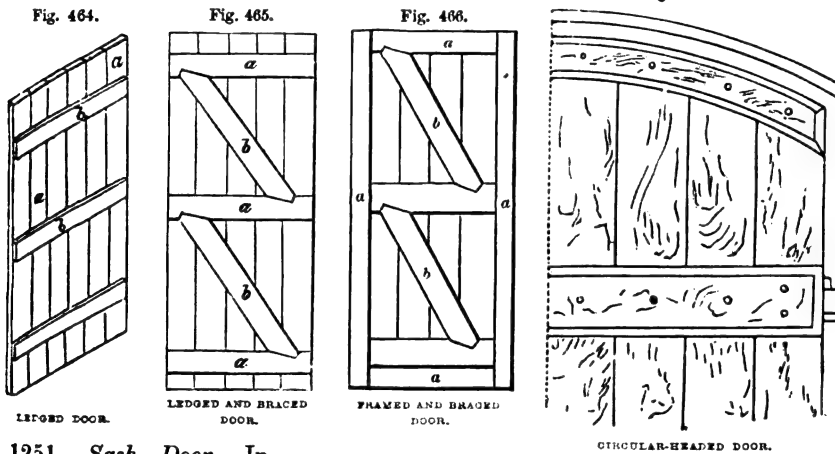 Fig. 464.
Fig. 465.
Fig. 466.
a
b
a
b
a
b
a
b
a
a
b
a
a
b
a
LEDGED DOOR.
LEDGED AND BRACED
DOOR.
FRAMED AND BRACED
DOOR.
CIRCULAR-HEADED DOOR.
1251. Sash Door. In